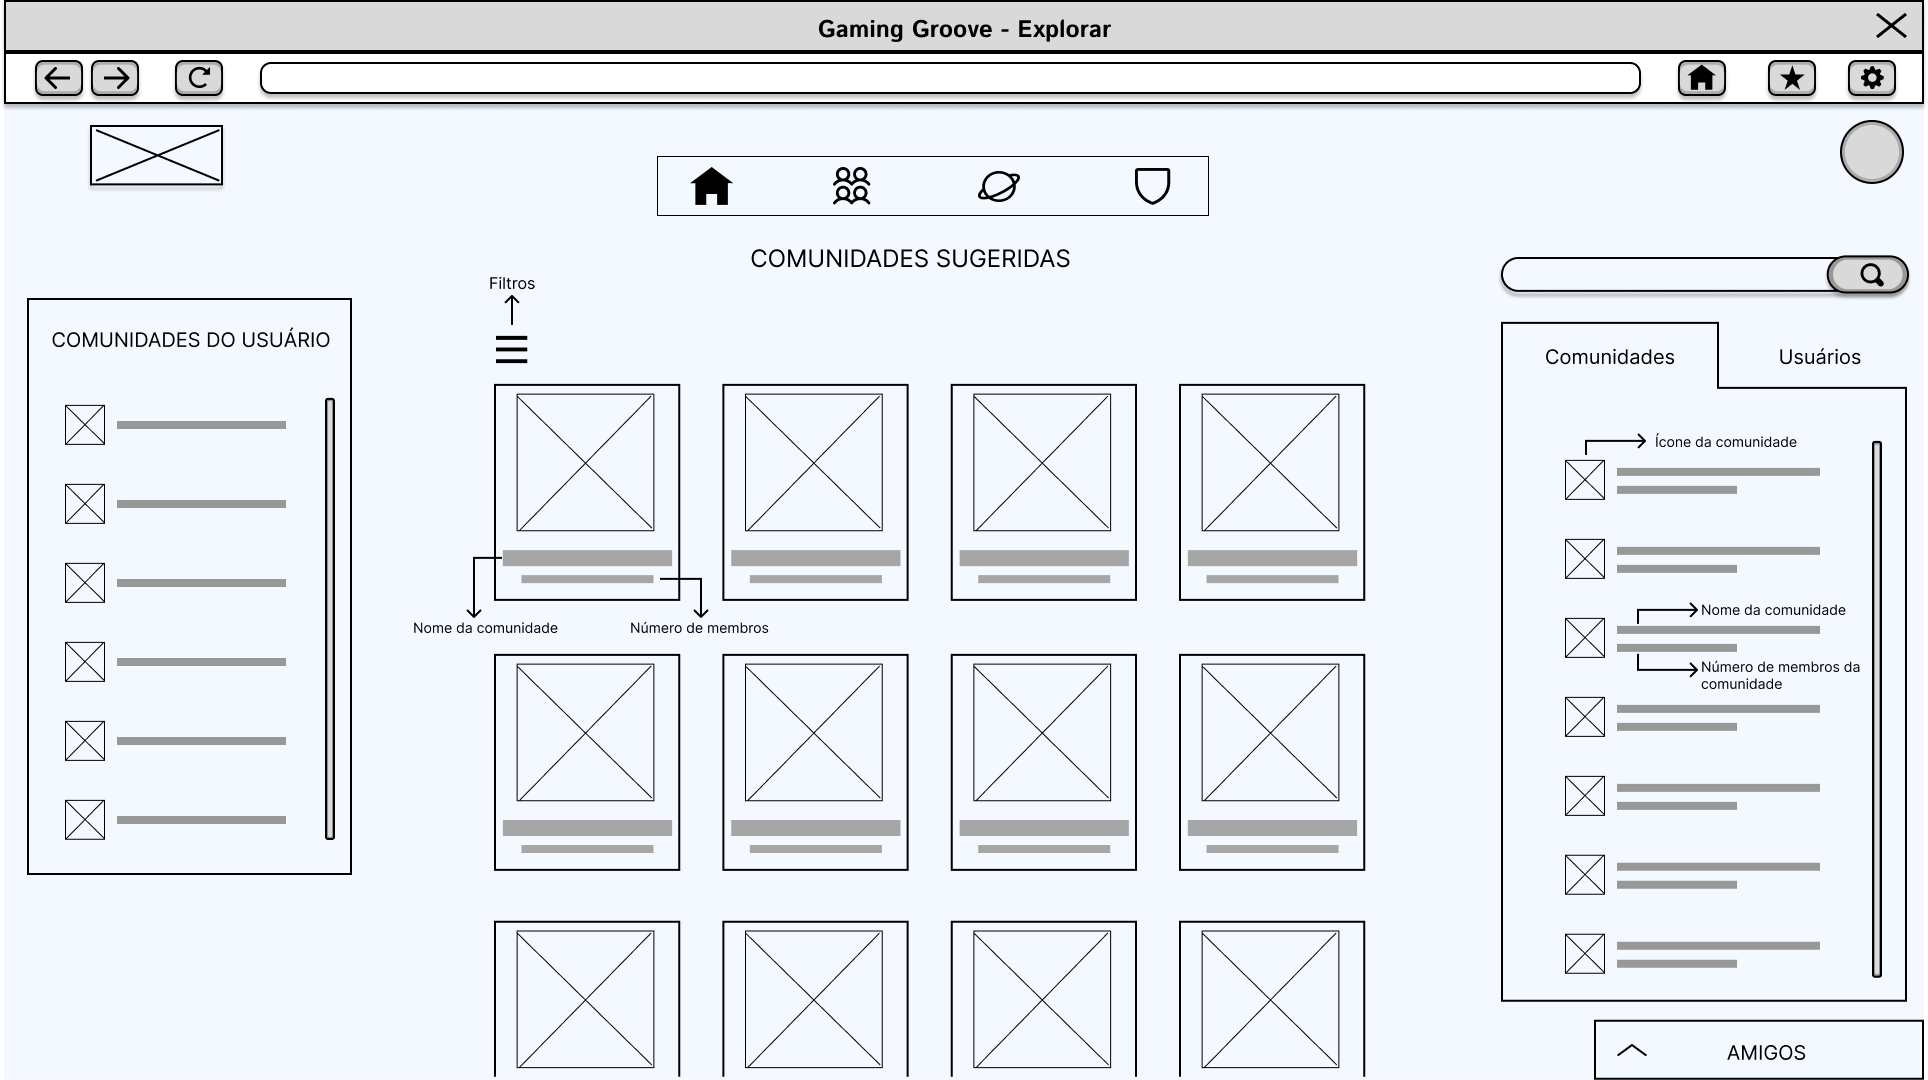 Gaming Groove - Explorar
COMUNIDADES SUGERIDAS
Filtros
COMUNIDADES DO USUÁRIO
Nome da comunidade
Número de membros
Comunidades
Usuários
Ícone da comunidade
Nome da comunidade
Número de membros da
comunidade
AMIGOS